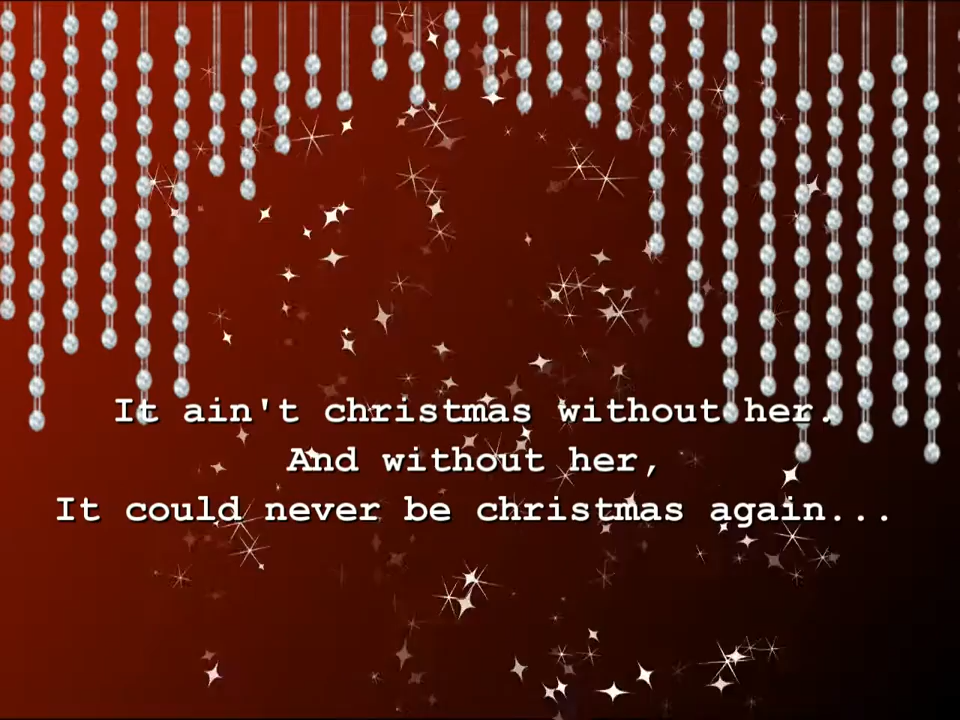 It ain't christmas without her.
And without her,
It could never be christmas again...